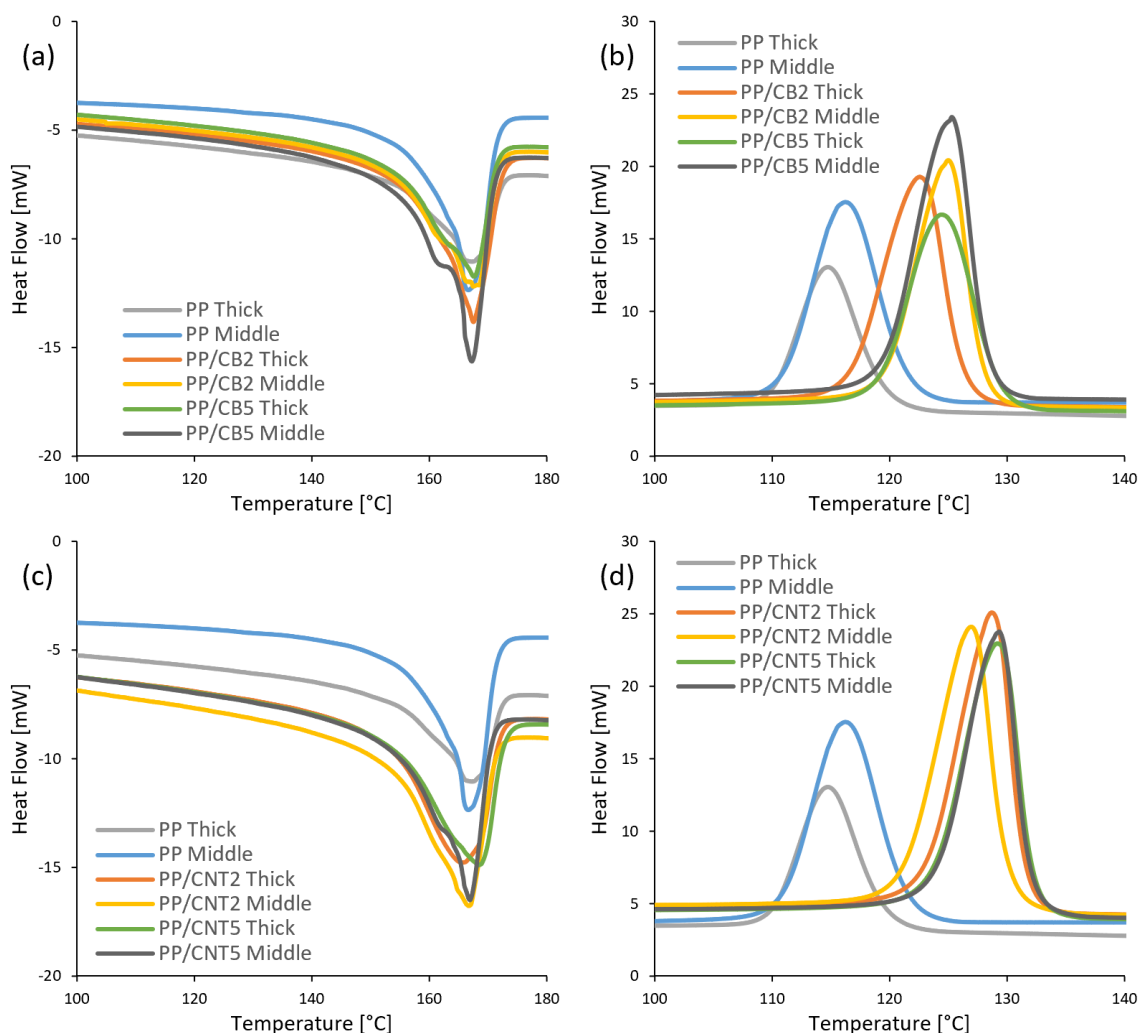 (a)
0
-5
-10
-15
-20
Heat Flow [mW]
PP Thick
PP Middle
PP/CB2 Thick
PP/CB2 Middle
PP/CB5 Thick
PP/CB5 Middle
100 120 140 160 180
Temperature [°C]
(b)
30
25
20
15
10
5
0
Heat Flow [mW]
PP Thick
PP Middle
PP/CB2 Thick
PP/CB2 Middle
PP/CB5 Thick
PP/CB5 Middle
100 110 120 130 140
Temperature [°C]
(c)
0
-5
-10
-15
-20
Heat Flow [mW]
PP Thick
PP Middle
PP/CNT2 Thick
PP/CNT2 Middle
PP/CNT5 Thick
PP/CNT5 Middle
100 120 140 160 180
Temperature [°C]
(d)
30
25
20
15
10
5
0
Heat Flow [mW]
PP Thick
PP Middle
PP/CNT2 Thick
PP/CNT2 Middle
PP/CNT5 Thick
PP/CNT5 Middle
100 110 120 130 140
Temperature [°C]